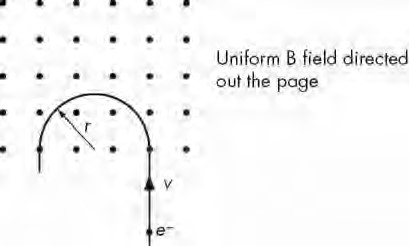 Uniform B field directed
out the page
r
v
e⁻